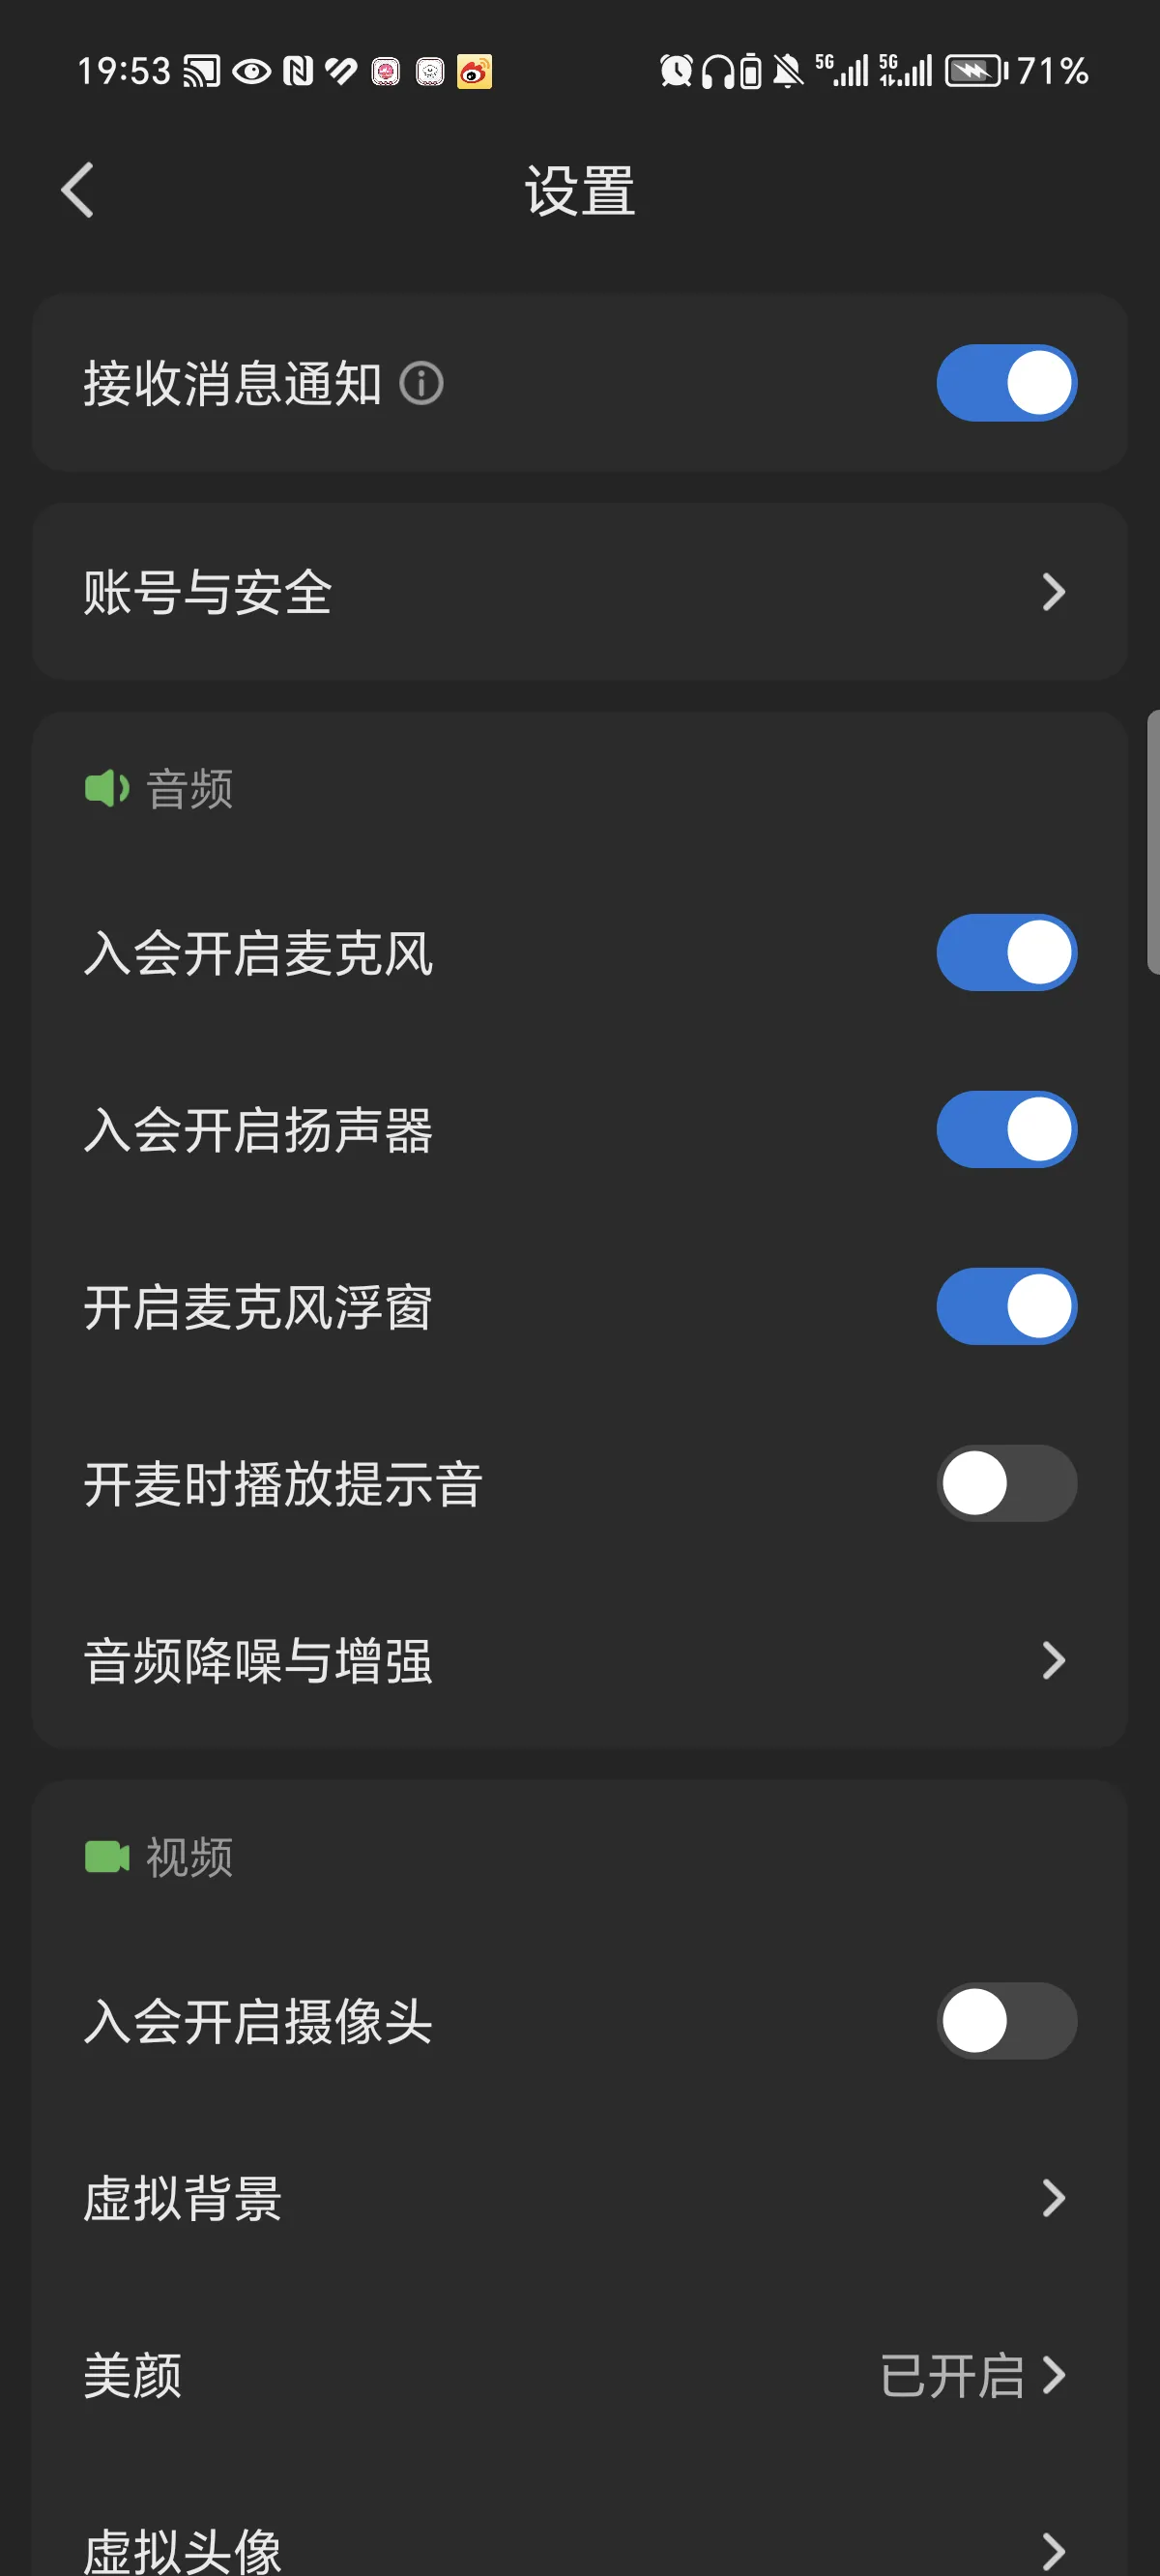 19:53 5G 5G 71%
设置
接收消息通知
账号与安全
音频
入会开启麦克风
入会开启扬声器
开启麦克风浮窗
开麦时播放提示音
音频降噪与增强
视频
入会开启摄像头
虚拟背景
美颜 已开启
虚拟头像